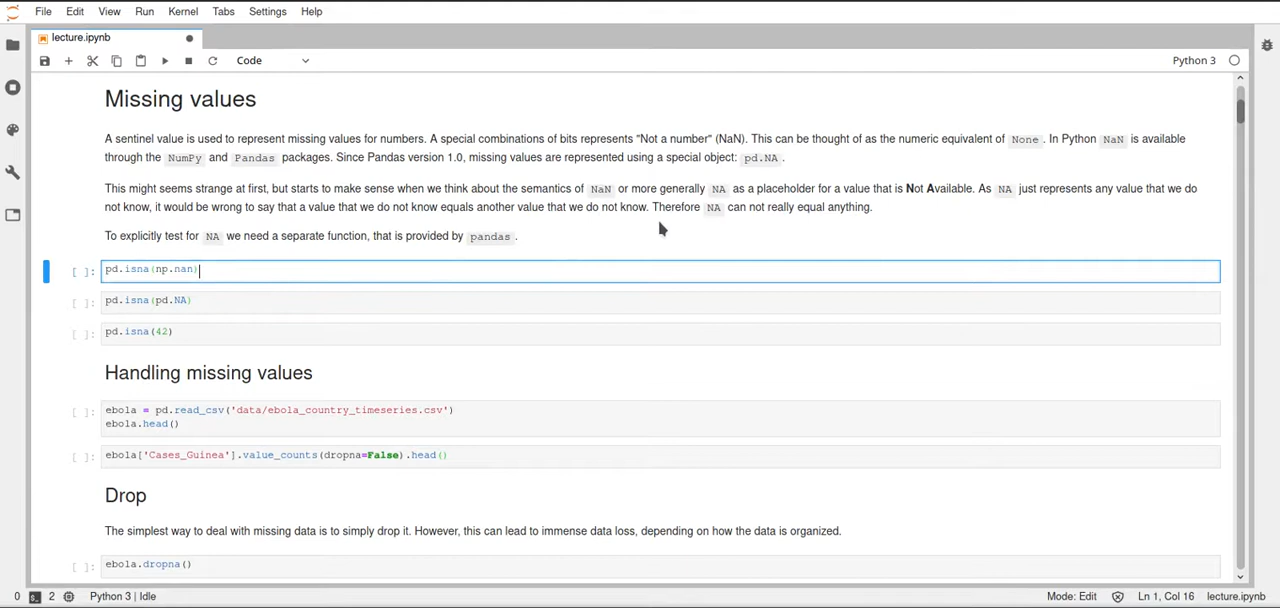 File Edit View Run Kernel Tabs Settings Help
lecture.ipynb
Code
Python 3
Missing values
A sentinel value is used to represent missing values for numbers. A special combinations of bits represents "Not a number" (NaN). This can be thought of as the numeric equivalent of None. In Python NaN is available
through the NumPy and Pandas packages. Since Pandas version 1.0, missing values are represented using a special object: pd.NA.
This might seems strange at first, but starts to make sense when we think about the semantics of NaN or more generally NA as a placeholder for a value that is Not Available. As NA just represents any value that we do
not know, it would be wrong to say that a value that we do not know equals another value that we do not know. Therefore NA can not really equal anything.
To explicitly test for NA we need a separate function, that is provided by pandas.
[ ]: pd.isna(np.nan)
[ ]: pd.isna(pd.NA)
[ ]: pd.isna(42)
Handling missing values
[ ]: ebola = pd.read_csv('data/ebola_country_timeseries.csv')
ebola.head()
[ ]: ebola['Cases_Guinea'].value_counts(dropna=False).head()
Drop
The simplest way to deal with missing data is to simply drop it. However, this can lead to immense data loss, depending on how the data is organized.
[ ]: ebola.dropna()
0 2 Python 3 | Idle Mode: Edit Ln 1, Col 16 lecture.ipynb